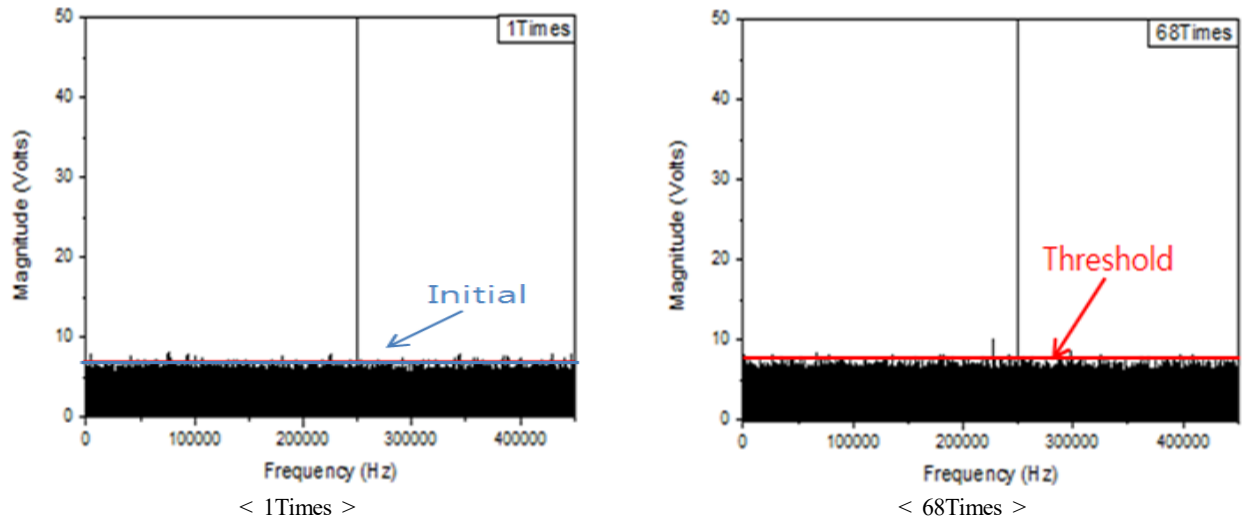 1Times
50
40
30
20
10
0
Magnitude (Volts)
Initial
0 100000 200000 300000 400000
Frequency (Hz)
< 1Times >
68Times
50
40
30
20
10
0
Magnitude (Volts)
Threshold
0 100000 200000 300000 400000
Frequency (Hz)
< 68Times >